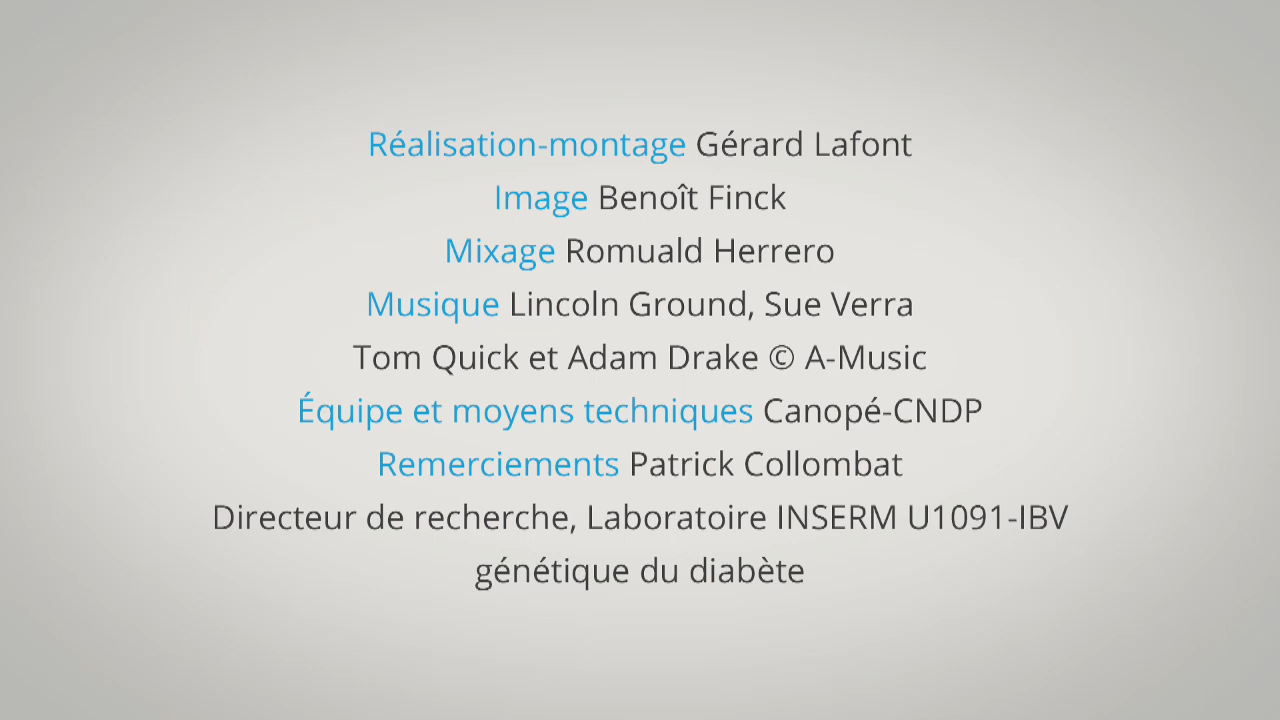 Réalisation-montage Gérard Lafont
Image Benoît Finck
Mixage Romuald Herrero
Musique Lincoln Ground, Sue Verra
Tom Quick et Adam Drake © A-Music
Équipe et moyens techniques Canopé-CNDP
Remerciements Patrick Collombat
Directeur de recherche, Laboratoire INSERM U1091-IBV
génétique du diabète